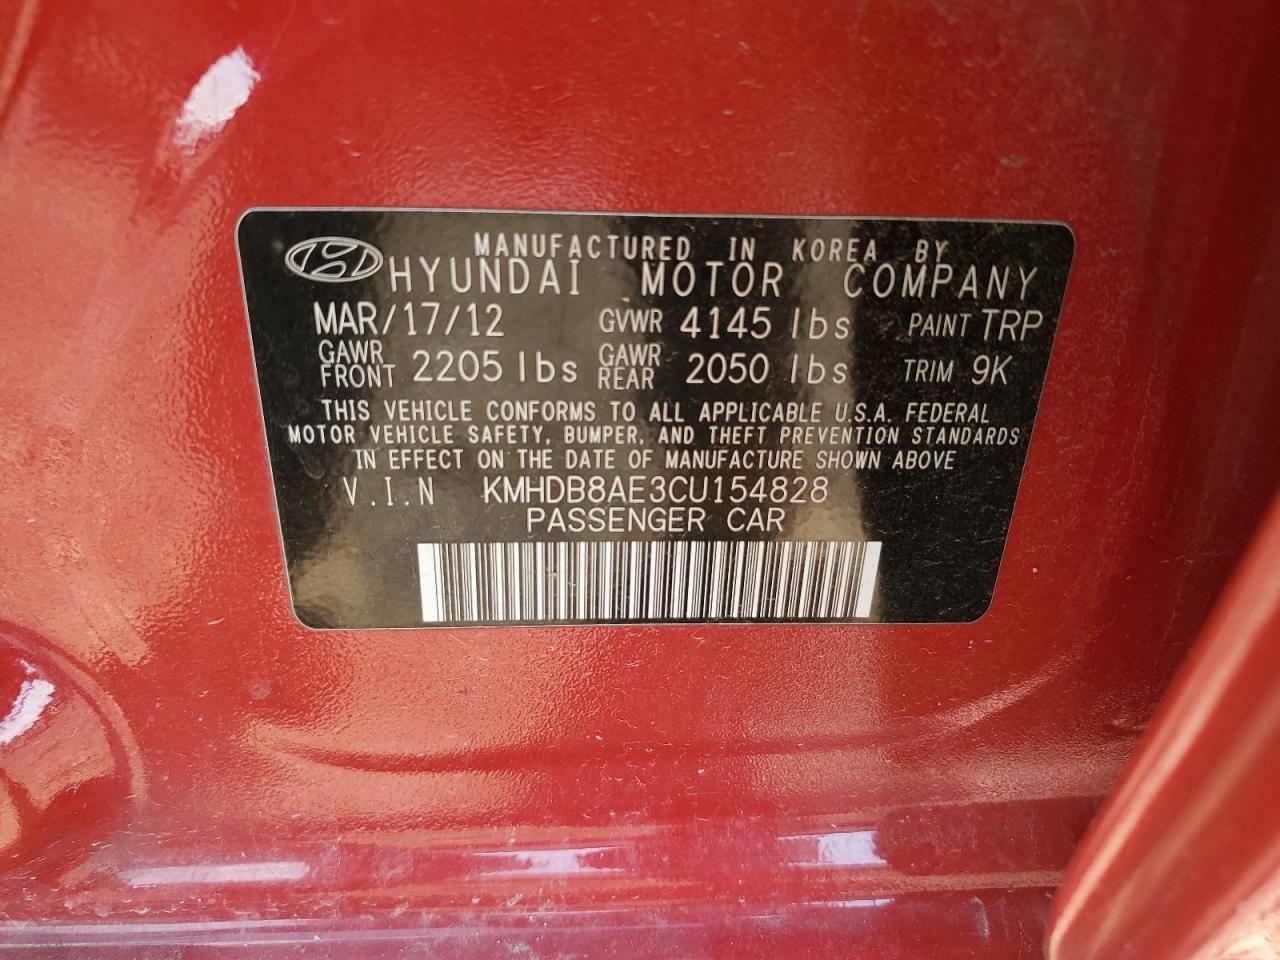 MANUFACTURED IN KOREA BY
HYUNDAI MOTOR COMPANY
MAR/17/12 GVWR 4145 lbs PAINT TRP
GAWR FRONT 2205 lbs GAWR REAR 2050 lbs TRIM 9K
THIS VEHICLE CONFORMS TO ALL APPLICABLE U.S.A. FEDERAL
MOTOR VEHICLE SAFETY, BUMPER, AND THEFT PREVENTION STANDARDS
IN EFFECT ON THE DATE OF MANUFACTURE SHOWN ABOVE
V.I.N KMHDB8AE3CU154828
PASSENGER CAR